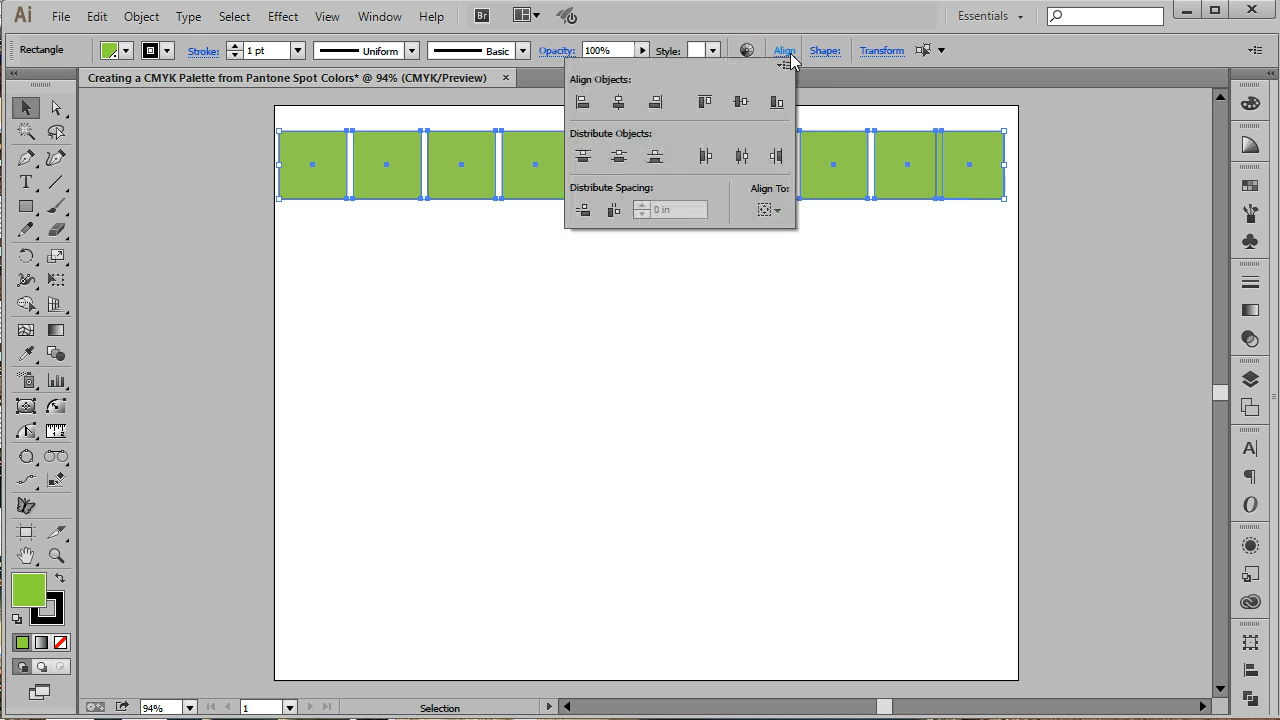 Ai File Edit Object Type Select Effect View Window Help Br Essentials
Rectangle Stroke: 1 pt Uniform Basic Opacity: 100% Style: Align Shape: Transform
Creating a CMYK Palette from Pantone Spot Colors* @ 94% (CMYK/Preview) ×
Align Objects:
Distribute Objects:
Distribute Spacing: Align To:
0 in
94% 1 Selection